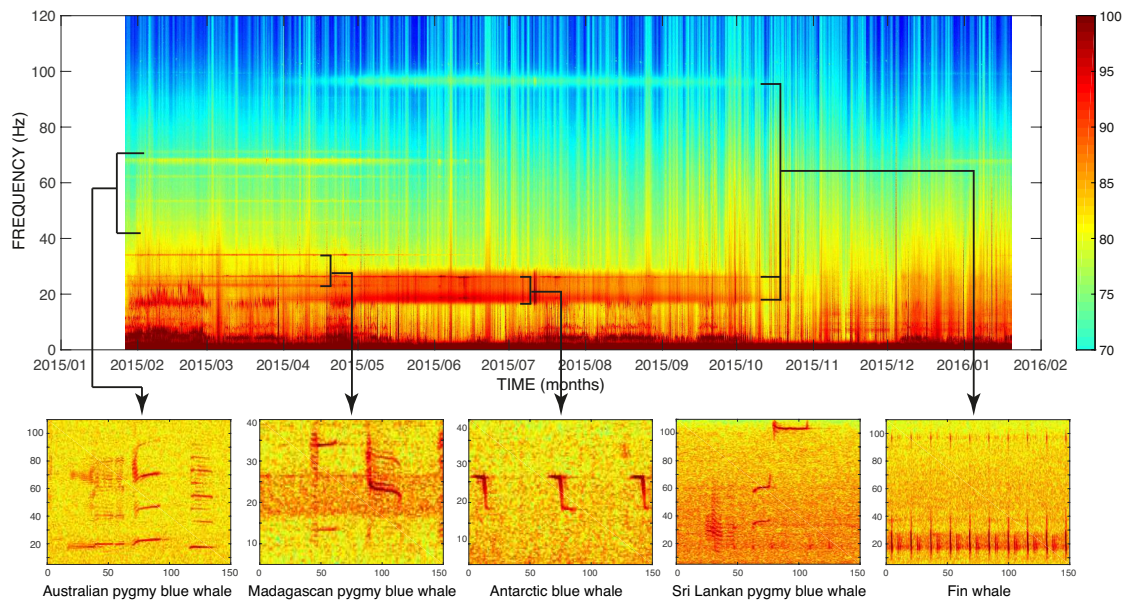 120
100
80
60
40
20
0
FREQUENCY (Hz)
2015/01 2015/02 2015/03 2015/04 2015/05 2015/06 2015/07 2015/08 2015/09 2015/10 2015/11 2015/12 2016/01 2016/02
TIME (months)
100
95
90
85
80
75
70
100
80
60
40
20
0 50 100 150
Australian pygmy blue whale
40
30
20
10
0 50 100 150
Madagascan pygmy blue whale
40
30
20
10
0 50 100 150
Antarctic blue whale
100
80
60
40
20
0 50 100 150
Sri Lankan pygmy blue whale
100
80
60
40
20
0 50 100 150
Fin whale